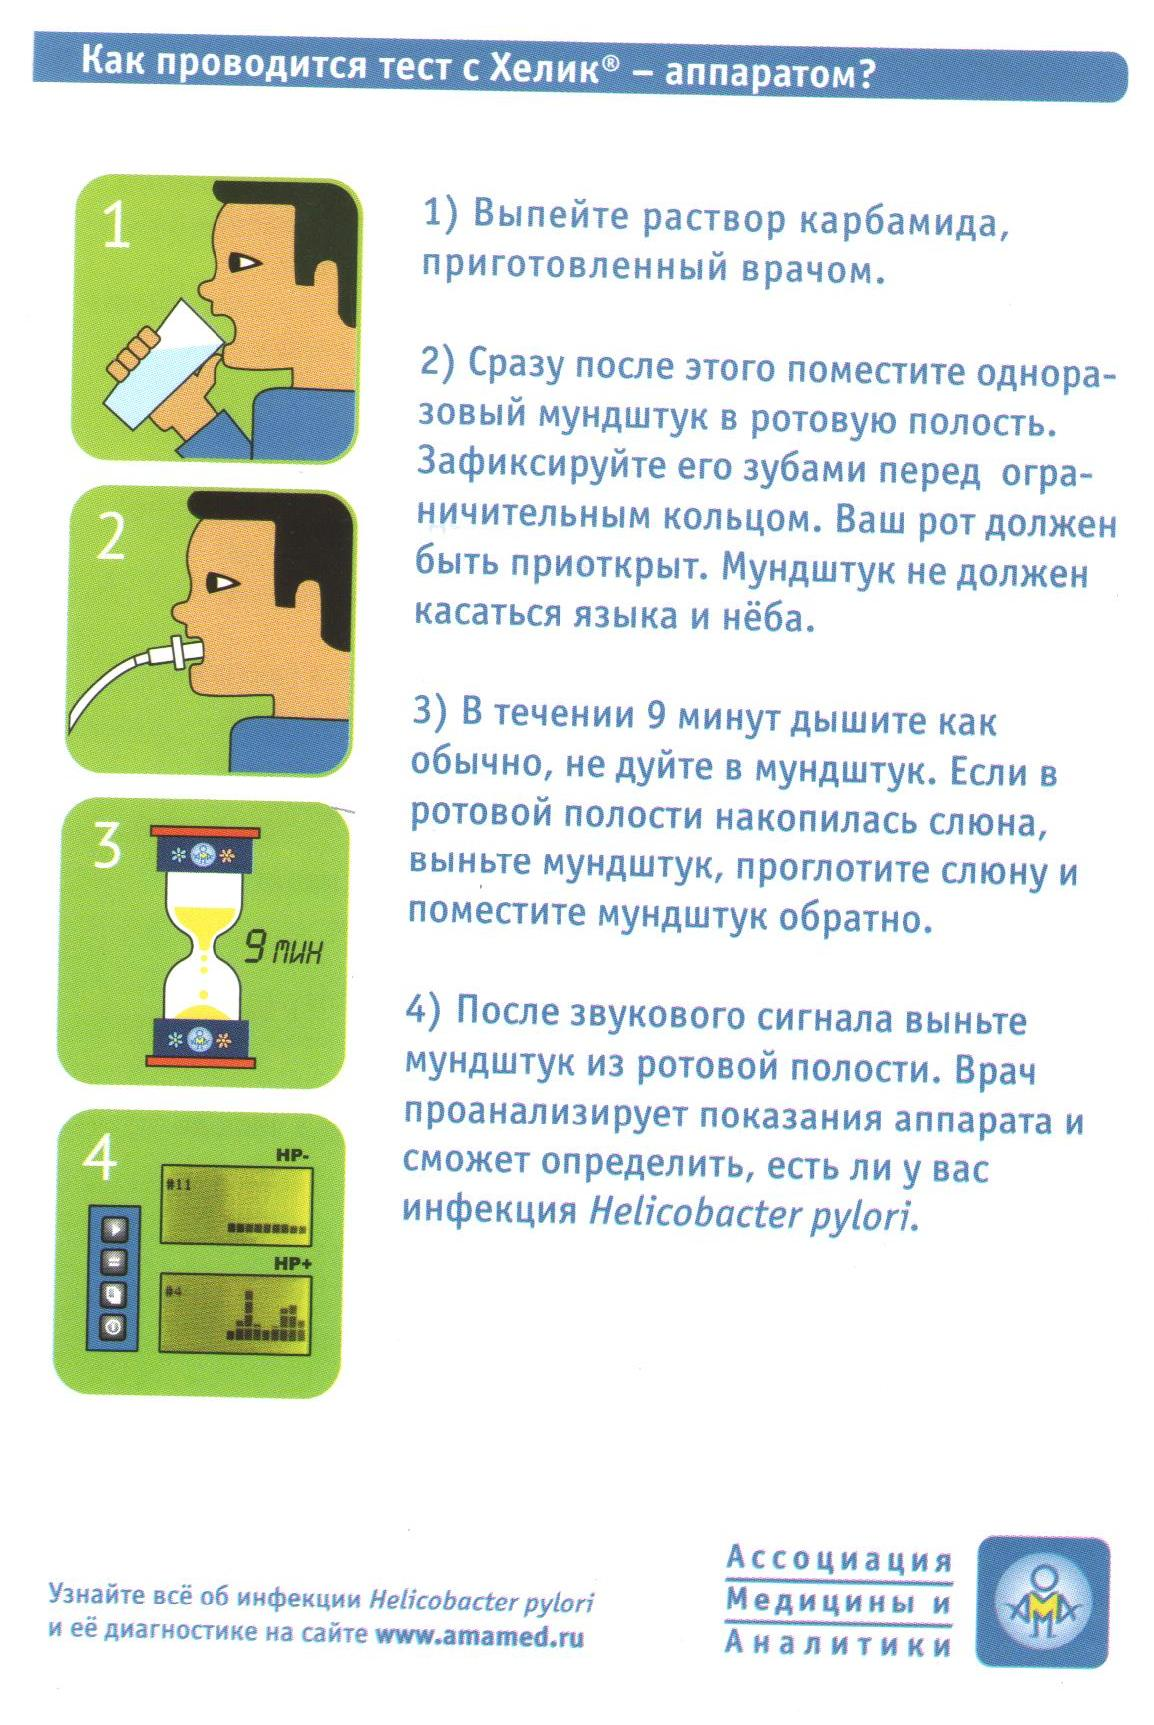 Как проводится тест с Хелик® – аппаратом?
1
1) Выпейте раствор карбамида,
приготовленный врачом.
2
2) Сразу после этого поместите однора-
зовый мундштук в ротовую полость.
Зафиксируйте его зубами перед огра-
ничительным кольцом. Ваш рот должен
быть приоткрыт. Мундштук не должен
касаться языка и нёба.
3
9 мин
3) В течении 9 минут дышите как
обычно, не дуйте в мундштук. Если в
ротовой полости накопилась слюна,
выньте мундштук, проглотите слюну и
поместите мундштук обратно.
4
HP-
#11
HP+
#4
4) После звукового сигнала выньте
мундштук из ротовой полости. Врач
проанализирует показания аппарата и
сможет определить, есть ли у вас
инфекция Helicobacter pylori.
Узнайте всё об инфекции Helicobacter pylori
и её диагностике на сайте www.amamed.ru
Ассоциация
Медицины и
Аналитики
АМА